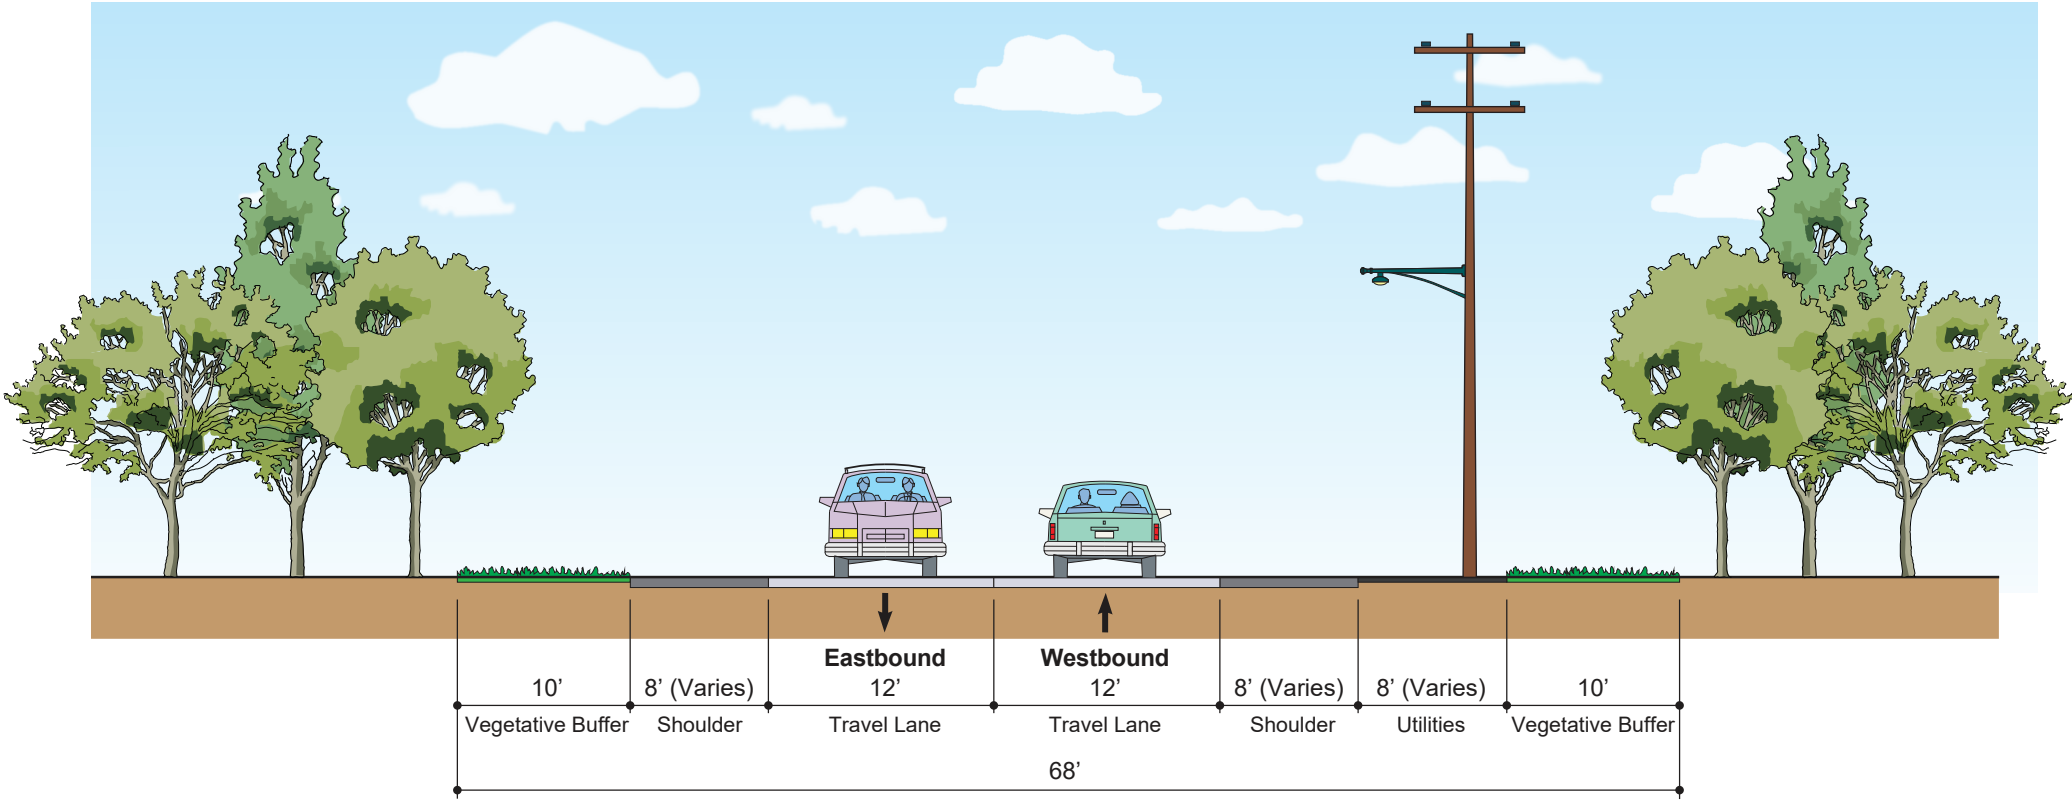 Eastbound
Westbound
10’
8’ (Varies)
12’
12’
8’ (Varies)
8’ (Varies)
10’
Vegetative Buffer
Shoulder
Travel Lane
Travel Lane
Shoulder
Utilities
Vegetative Buffer
68’